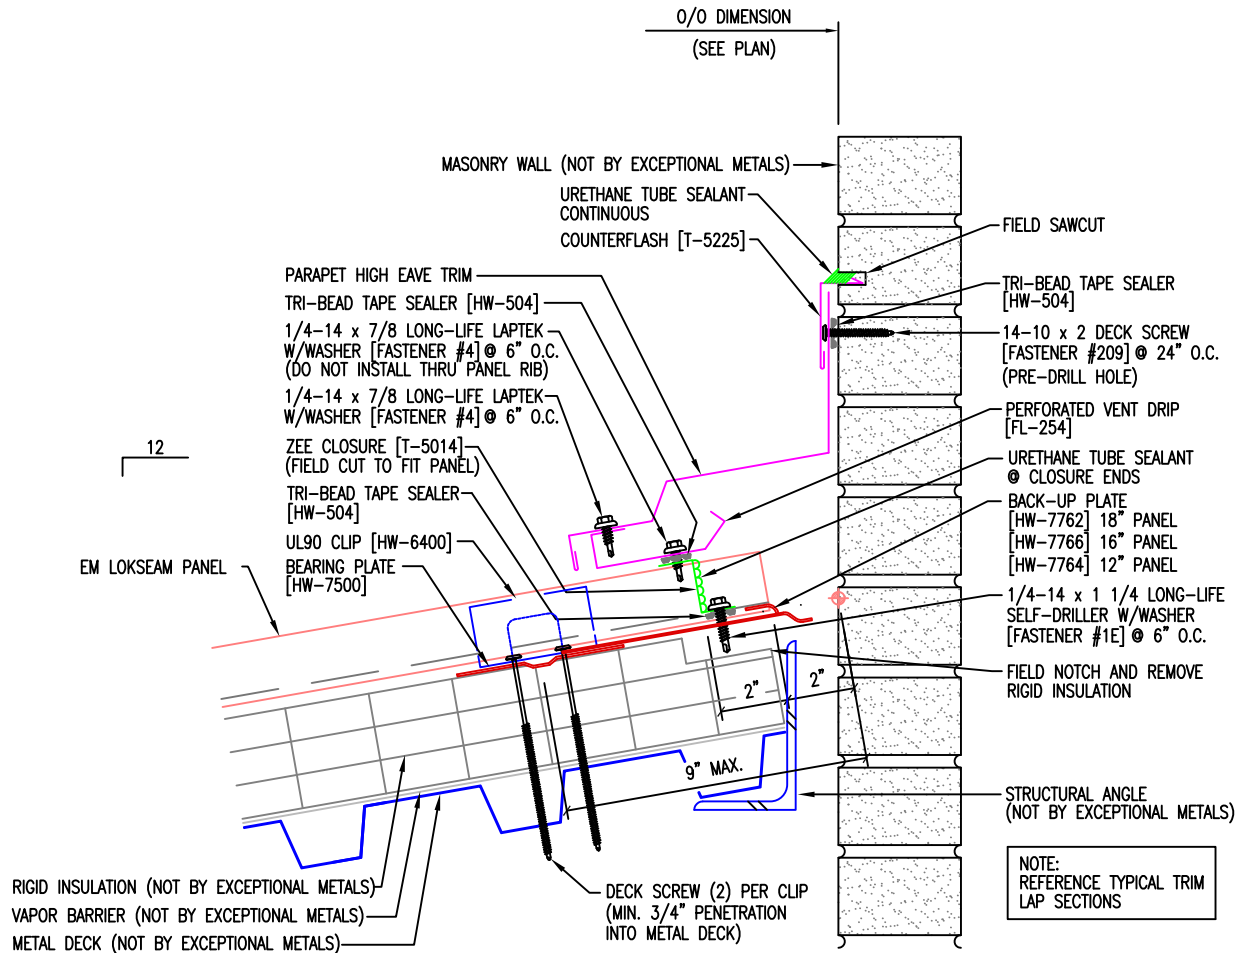 O/O DIMENSION
(SEE PLAN)
MASONRY WALL (NOT BY EXCEPTIONAL METALS)
URETHANE TUBE SEALANT
CONTINUOUS
COUNTERFLASH [T-5225]
PARAPET HIGH EAVE TRIM
TRI-BEAD TAPE SEALER [HW-504]
1/4-14 x 7/8 LONG-LIFE LAPTEK
W/WASHER [FASTENER #4] @ 6" O.C.
(DO NOT INSTALL THRU PANEL RIB)
1/4-14 x 7/8 LONG-LIFE LAPTEK
W/WASHER [FASTENER #4] @ 6" O.C.
ZEE CLOSURE [T-5014]
(FIELD CUT TO FIT PANEL)
TRI-BEAD TAPE SEALER
[HW-504]
UL90 CLIP [HW-6400]
BEARING PLATE
[HW-7500]
12
EM LOKSEAM PANEL
FIELD SAWCUT
TRI-BEAD TAPE SEALER
[HW-504]
14-10 x 2 DECK SCREW
[FASTENER #209] @ 24" O.C.
(PRE-DRILL HOLE)
PERFORATED VENT DRIP
[FL-254]
URETHANE TUBE SEALANT
@ CLOSURE ENDS
BACK-UP PLATE
[HW-7762] 18" PANEL
[HW-7766] 16" PANEL
[HW-7764] 12" PANEL
1/4-14 x 1 1/4 LONG-LIFE
SELF-DRILLER W/WASHER
[FASTENER #1E] @ 6" O.C.
FIELD NOTCH AND REMOVE
RIGID INSULATION
2"
2"
9" MAX.
STRUCTURAL ANGLE
(NOT BY EXCEPTIONAL METALS)
RIGID INSULATION (NOT BY EXCEPTIONAL METALS)
VAPOR BARRIER (NOT BY EXCEPTIONAL METALS)
METAL DECK (NOT BY EXCEPTIONAL METALS)
DECK SCREW (2) PER CLIP
(MIN. 3/4" PENETRATION
INTO METAL DECK)
NOTE:
REFERENCE TYPICAL TRIM
LAP SECTIONS